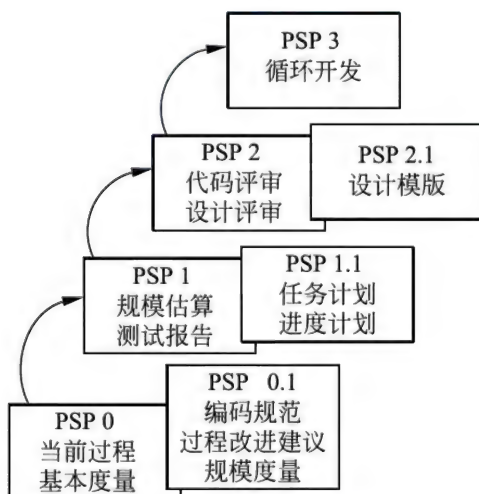 PSP 3
循环开发
PSP 2
代码评审
设计评审
PSP 2.1
设计模版
PSP 1
规模估算
测试报告
PSP 1.1
任务计划
进度计划
PSP 0
当前过程
基本度量
PSP 0.1
编码规范
过程改进建议
规模度量